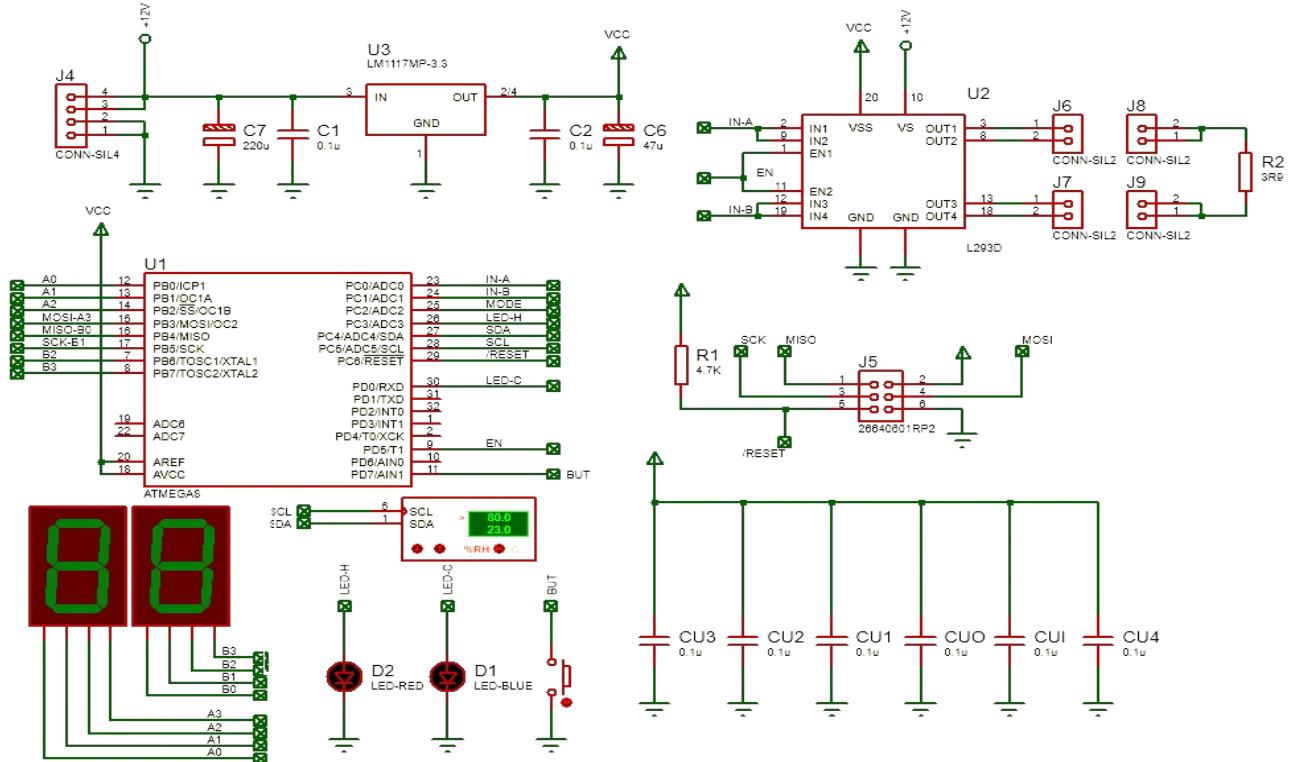 +12V
J4
4
3
2
1
CONN-SIL4
C7
220u
C1
0.1u
U3
LM1117MP-3.3
3
IN
OUT
2/4
GND
1
VCC
C2
0.1u
C6
47u
VCC
+12V
20
10
U2
IN-A
2
9
1
EN
11
12
19
IN-B
IN1
IN2
EN1
EN2
IN3
IN4
VSS
VS
OUT1
OUT2
OUT3
OUT4
GND
GND
3
8
13
18
L293D
J6
1
2
CONN-SIL2
J8
2
1
CONN-SIL2
J7
1
2
CONN-SIL2
J9
2
1
CONN-SIL2
R2
3R9
VCC
U1
A0
12
PB0/ICP1
A1
13
PB1/OC1A
A2
14
PB2/SS/OC1B
MOSI-A3
15
PB3/MOSI/OC2
MISO-B0
16
PB4/MISO
SCK-B1
17
PB5/SCK
B2
7
PB6/TOSC1/XTAL1
B3
8
PB7/TOSC2/XTAL2
19
ADC6
22
ADC7
20
AREF
18
AVCC
PC0/ADC0
23
IN-A
PC1/ADC1
24
IN-B
PC2/ADC2
25
MODE
PC3/ADC3
26
LED-H
PC4/ADC4/SDA
27
SDA
PC5/ADC5/SCL
28
SCL
PC6/RESET
29
/RESET
PD0/RXD
30
LED-C
PD1/TXD
31
PD2/INT0
32
PD3/INT1
1
PD4/T0/XCK
2
PD5/T1
9
EN
PD6/AIN0
10
PD7/AIN1
11
BUT
ATMEGA8
R1
4.7K
SCK
MISO
MOSI
J5
1
2
3
4
5
6
26640601RP2
/RESET
SCL
6
SCL
SDA
1
SDA
>
80.0
23.0
%RH
C
B3
B2
B1
B0
A3
A2
A1
A0
LED-H
D2
LED-RED
LED-C
D1
LED-BLUE
BUT
CU3
0.1u
CU2
0.1u
CU1
0.1u
CUO
0.1u
CUI
0.1u
CU4
0.1u